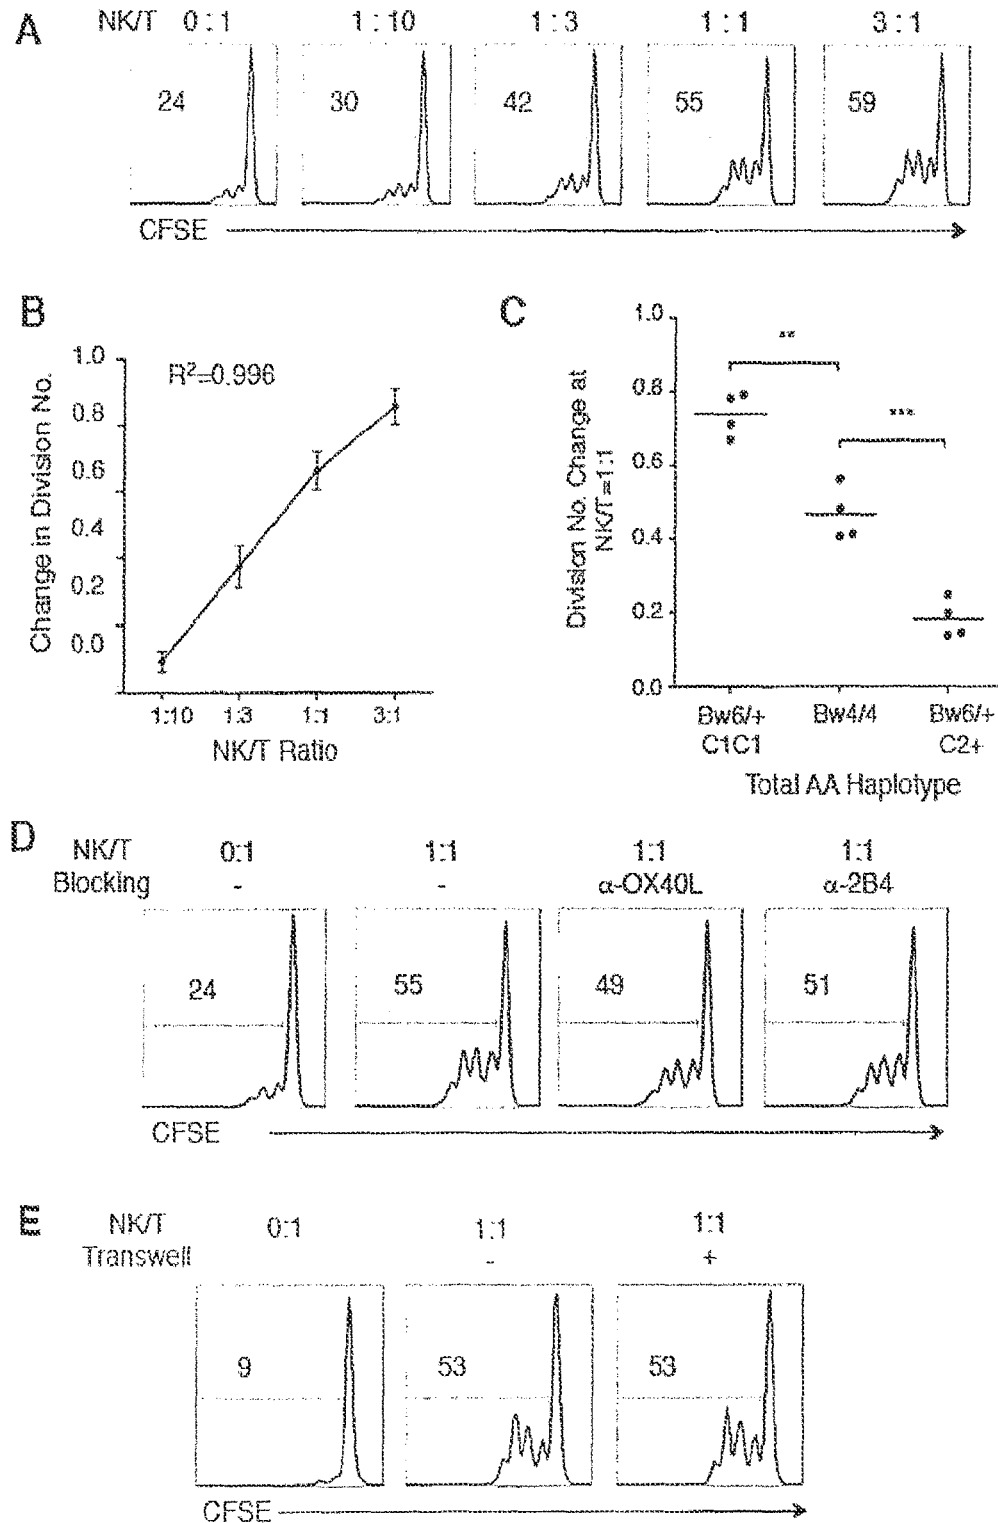 A
NK/T 0:1 1:10 1:3 1:1 3:1
24 30 42 55 59
CFSE
B
R²=0.996
Change in Division No.
1.0
0.8
0.6
0.4
0.2
0.0
1:10 1:3 1:1 3:1
NK/T Ratio
C
Division No. Change at
NK/T=1:1
1.0
0.8
0.6
0.4
0.2
0.0
**
***
Bw6/+ Bw4/4 Bw6/+
C1C1 C2+
Total AA Haplotype
D
NK/T 0:1 1:1 1:1 1:1
Blocking - - α-OX40L α-2B4
24 55 49 51
CFSE
E
NK/T 0:1 1:1 1:1
Transwell - +
9 53 53
CFSE